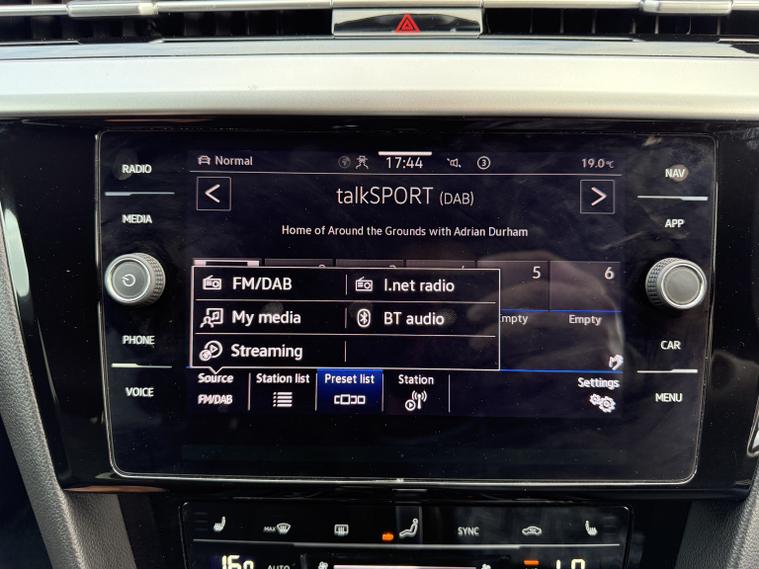 RADIO
MEDIA
PHONE
VOICE
Normal
17:44
3
19.0°C
talkSPORT (DAB)
Home of Around the Grounds with Adrian Durham
5
6
Empty
FM/DAB
I.net radio
My media
BT audio
Streaming
Source
FM/DAB
Station list
Preset list
Station
Settings
NAV
APP
CAR
MENU
MAX
SYNC
AUTO